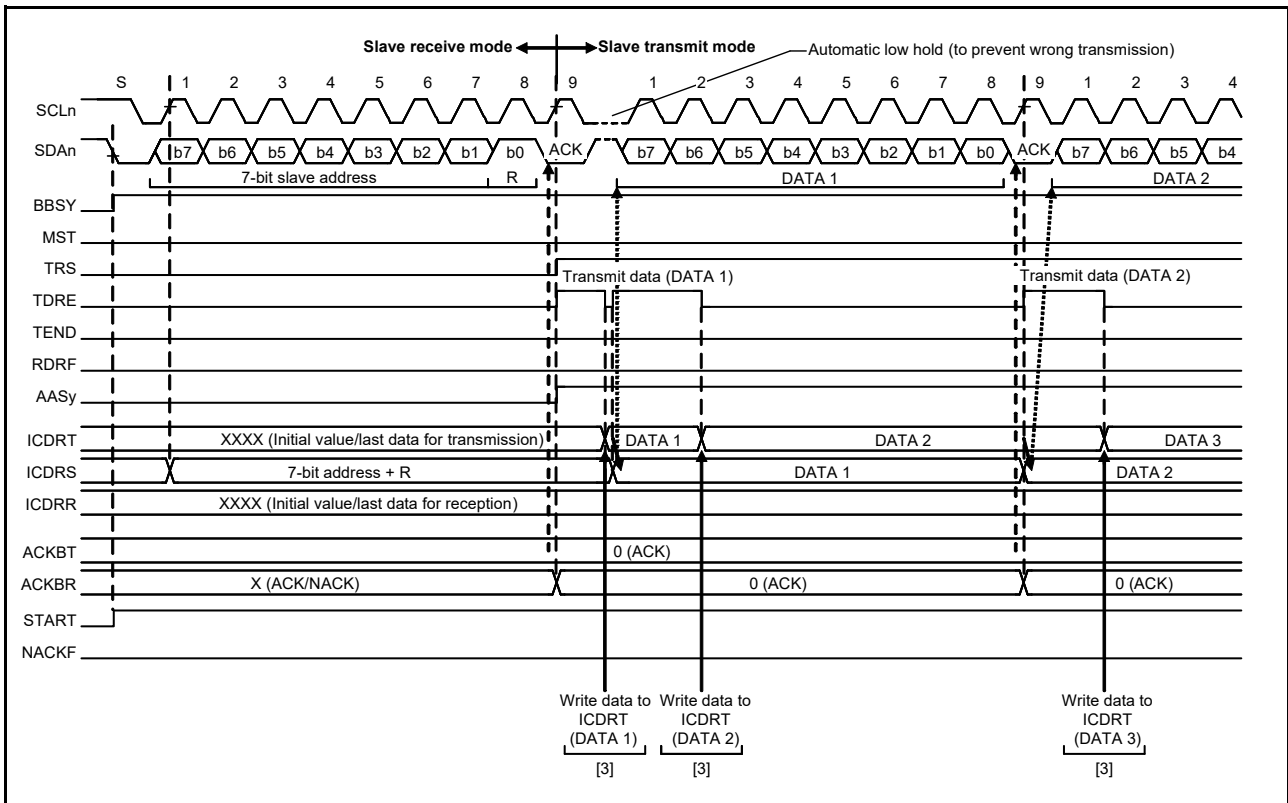 Slave receive mode Slave transmit mode
Automatic low hold (to prevent wrong transmission)
S 1 2 3 4 5 6 7 8 9 1 2 3 4 5 6 7 8 9 1 2 3 4
SCLn
SDAn b7 b6 b5 b4 b3 b2 b1 b0 ACK b7 b6 b5 b4 b3 b2 b1 b0 ACK b7 b6 b5 b4
7-bit slave address R DATA 1 DATA 2
BBSY
MST
TRS
Transmit data (DATA 1) Transmit data (DATA 2)
TDRE
TEND
RDRF
AASy
ICDRT XXXX (Initial value/last data for transmission) DATA 1 DATA 2 DATA 3
ICDRS 7-bit address + R DATA 1 DATA 2
ICDRR XXXX (Initial value/last data for reception)
ACKBT 0 (ACK)
ACKBR X (ACK/NACK) 0 (ACK) 0 (ACK)
START
NACKF
Write data to Write data to Write data to
ICDRT ICDRT ICDRT
(DATA 1) (DATA 2) (DATA 3)
[3] [3] [3]